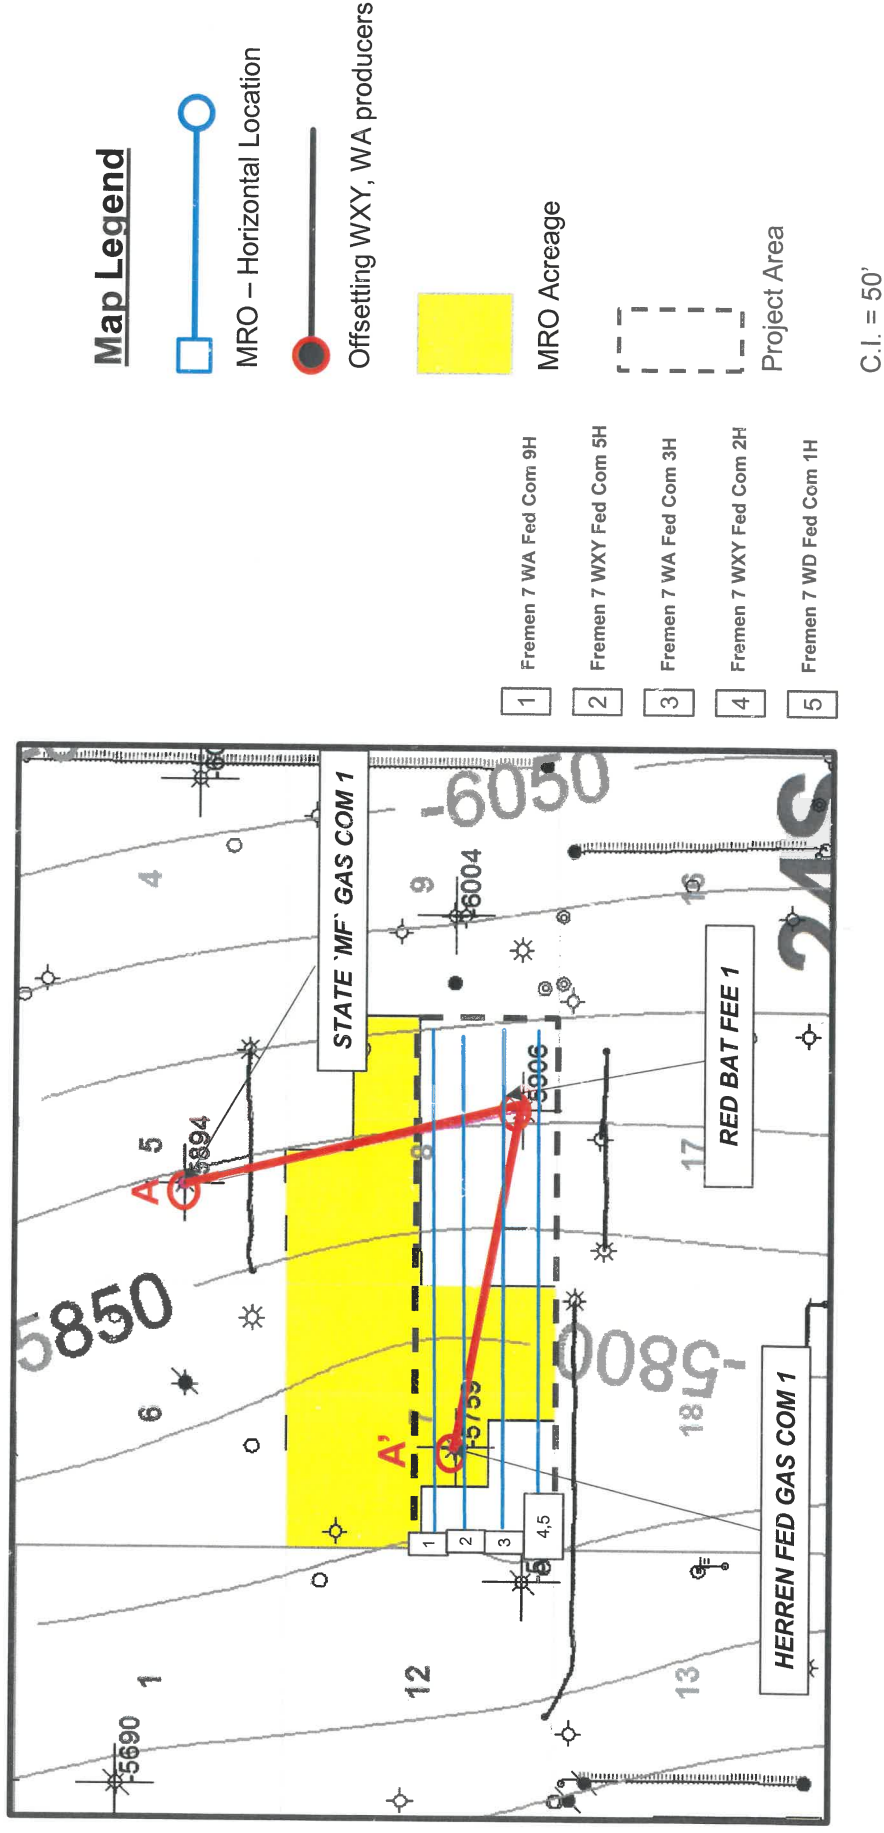 Map Legend
MRO – Horizontal Location
Offsetting WXY, WA producers
MRO Acreage
Project Area
C.I. = 50'
1 Fremen 7 WA Fed Com 9H
2 Fremen 7 WXY Fed Com 5H
3 Fremen 7 WA Fed Com 3H
4 Fremen 7 WXY Fed Com 2H
5 Fremen 7 WD Fed Com 1H
-5690
1
6
5
4
5850
A
5894
STATE `MF` GAS COM 1
12
7
8
9
-6004
-6050
A'
-5759
5906
1
2
3
4,5
-5800
13
18
17
16
RED BAT FEE 1
HERREN FED GAS COM 1
24S